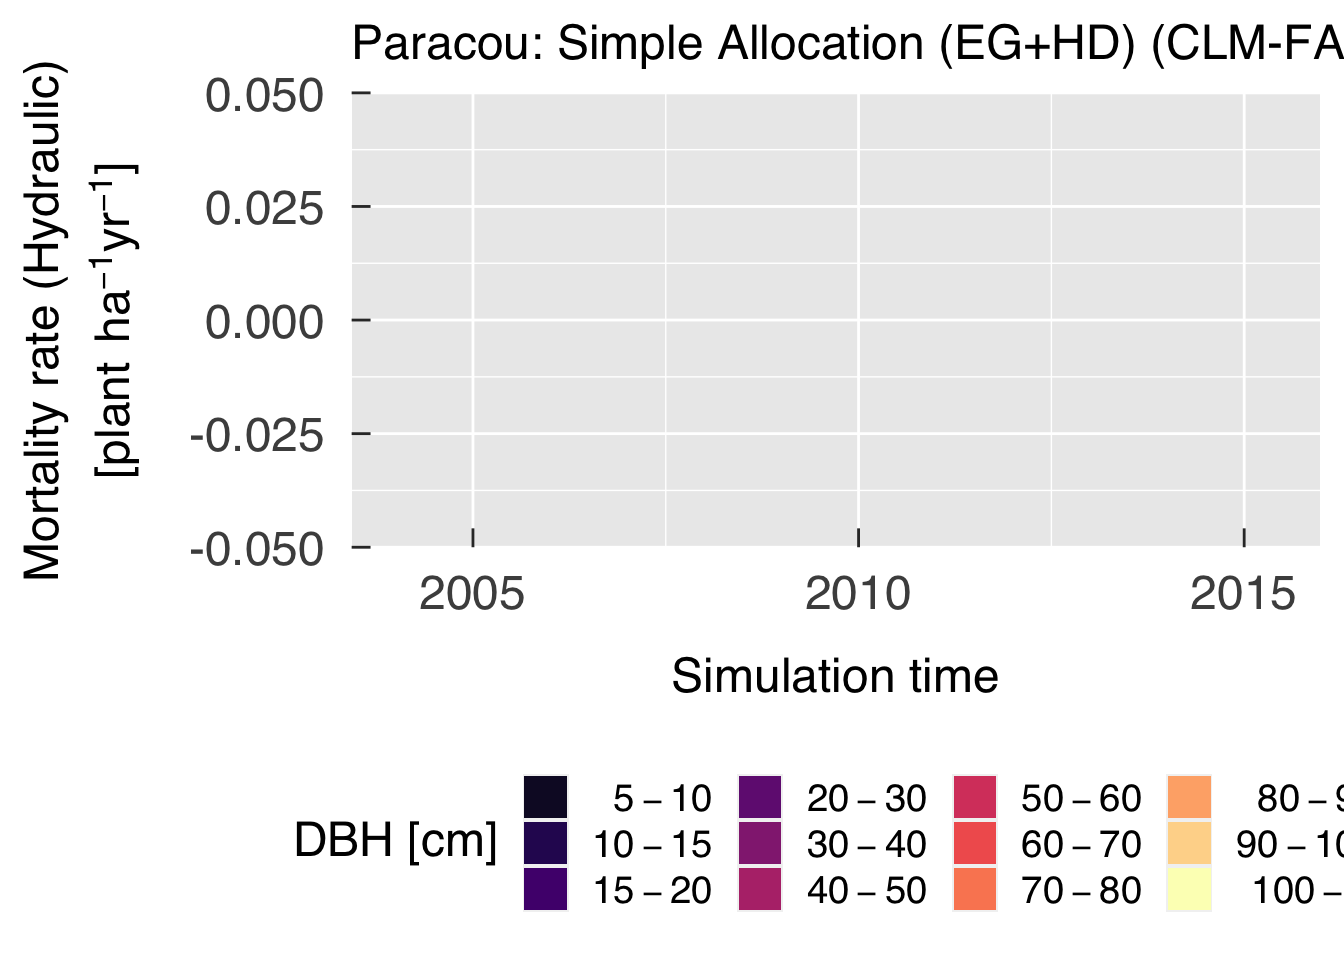 Paracou: Simple Allocation (EG+HD) (CLM-FA
Mortality rate (Hydraulic)
[plant ha⁻¹yr⁻¹]
0.050
0.025
0.000
-0.025
-0.050
2005 2010 2015
Simulation time
DBH [cm]
5 – 10 20 – 30 50 – 60 80 – 9
10 – 15 30 – 40 60 – 70 90 – 10
15 – 20 40 – 50 70 – 80 100 –